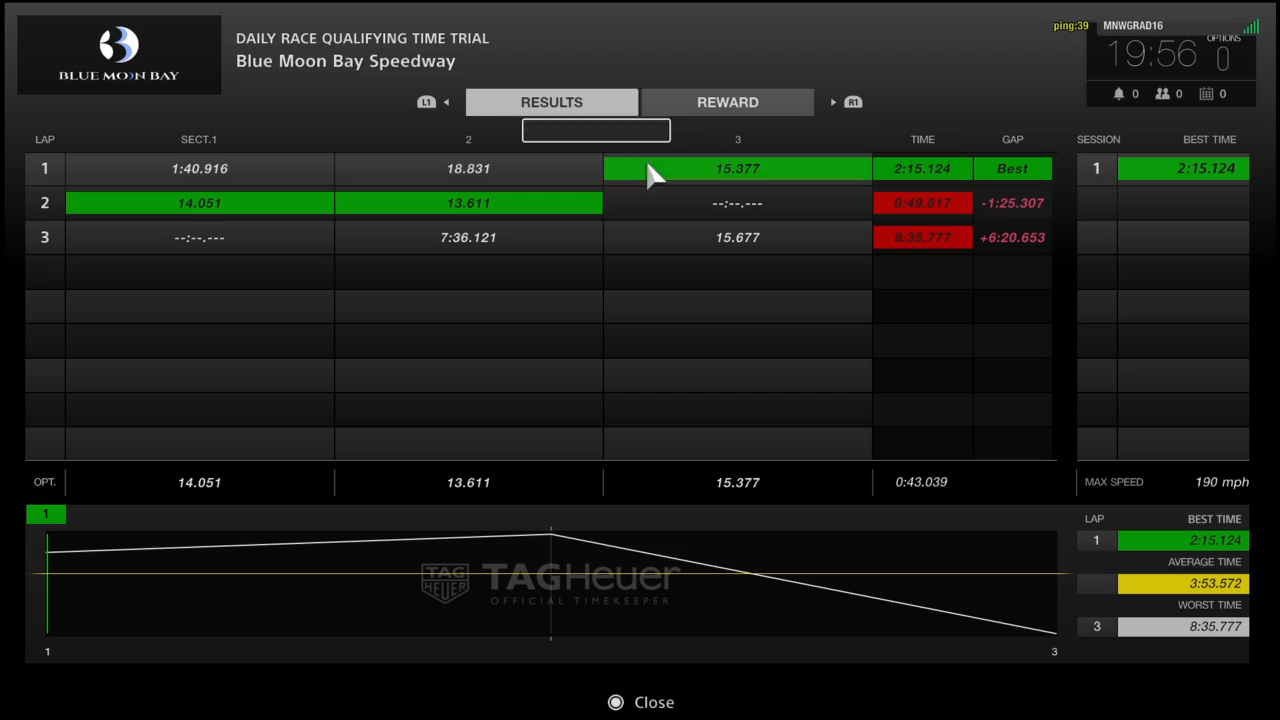 BLUE MOON BAY
DAILY RACE QUALIFYING TIME TRIAL
Blue Moon Bay Speedway
ping:39 MNWGRAD16
19:56 OPTIONS 0
0 0 0
L1 RESULTS REWARD R1
LAP SECT.1 2 3 TIME GAP SESSION BEST TIME
1 1:40.916 18.831 15.377 2:15.124 Best 1 2:15.124
2 14.051 13.611 --:--.--- 0:49.817 -1:25.307
3 --:--.--- 7:36.121 15.677 8:35.777 +6:20.653
OPT. 14.051 13.611 15.377 0:43.039 MAX SPEED 190 mph
1
LAP BEST TIME
1 2:15.124
AVERAGE TIME
3:53.572
WORST TIME
3 8:35.777
TAG HEUER TAGHeuer
OFFICIAL TIMEKEEPER
1 3
Close